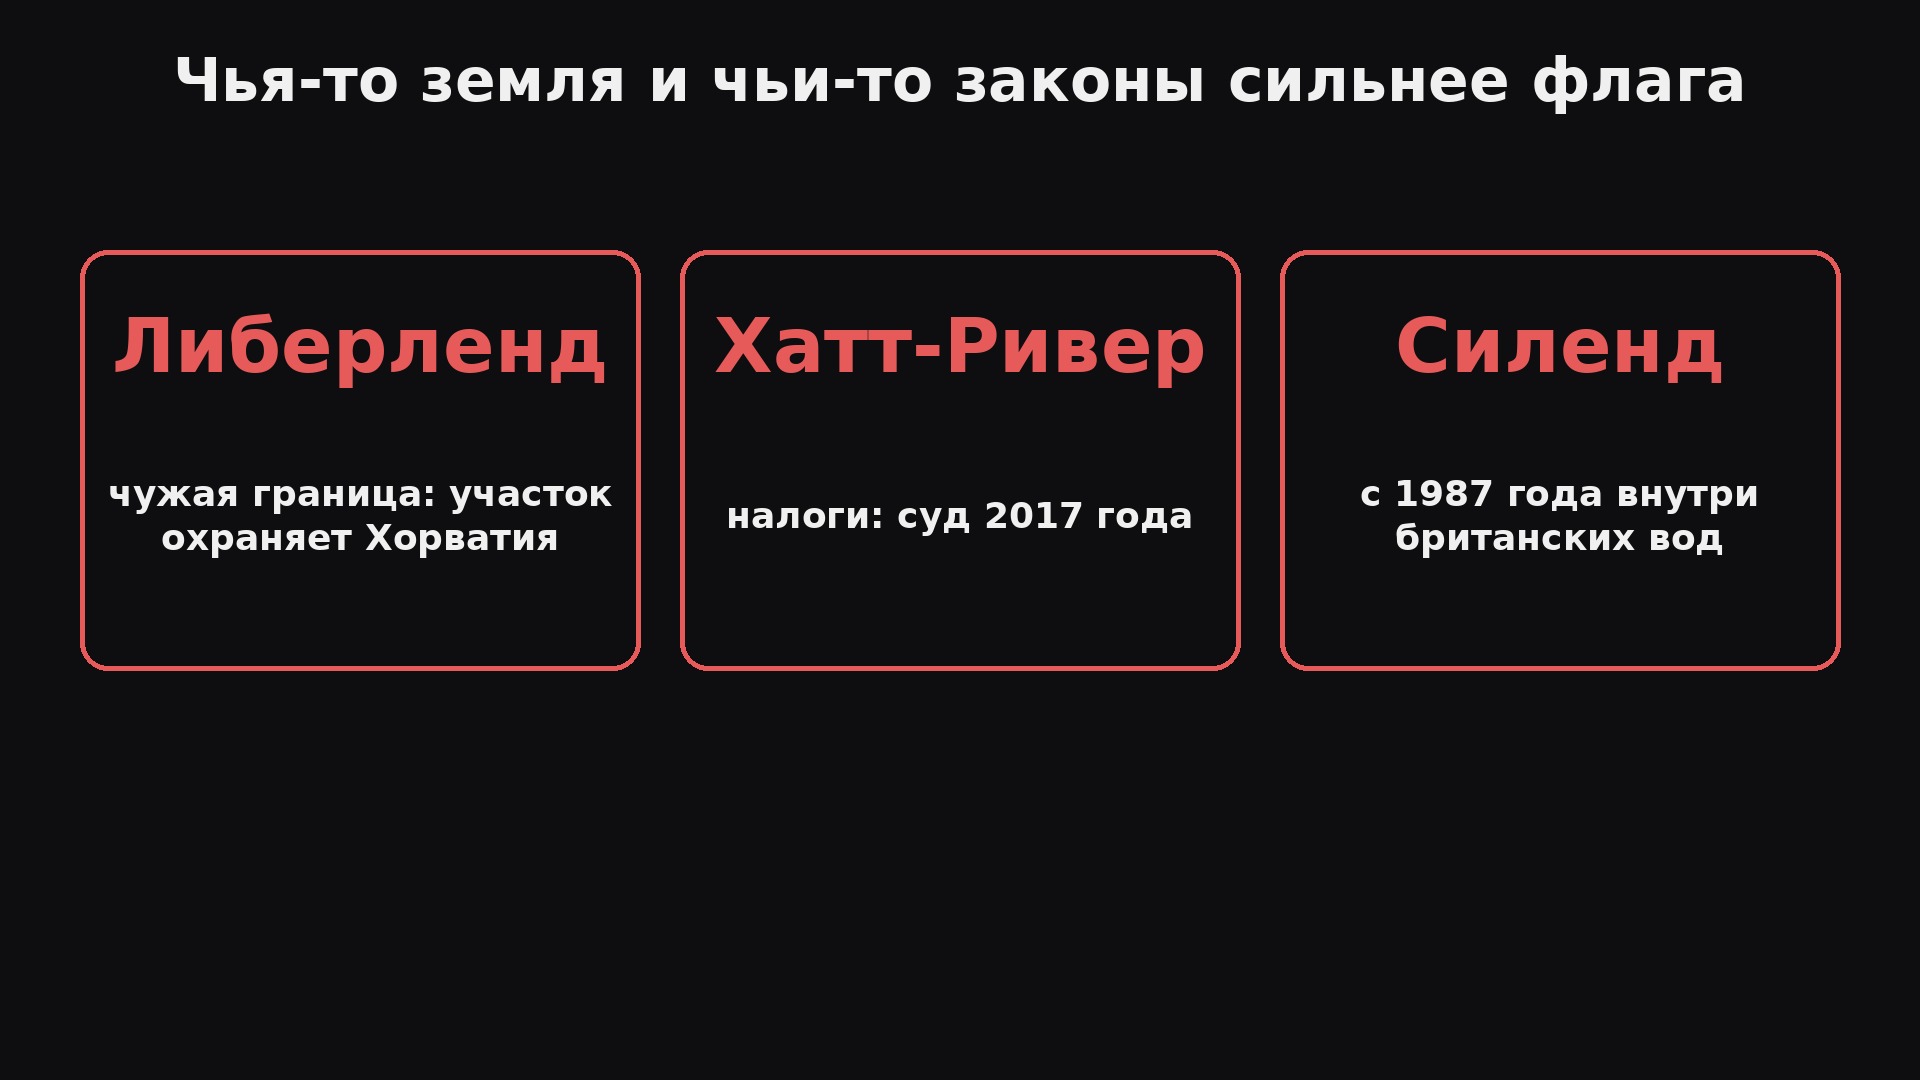 Чья-то земля и чьи-то законы сильнее флага
Либерленд
чужая граница: участок
охраняет Хорватия
Хатт-Ривер
налоги: суд 2017 года
Силенд
с 1987 года внутри
британских вод